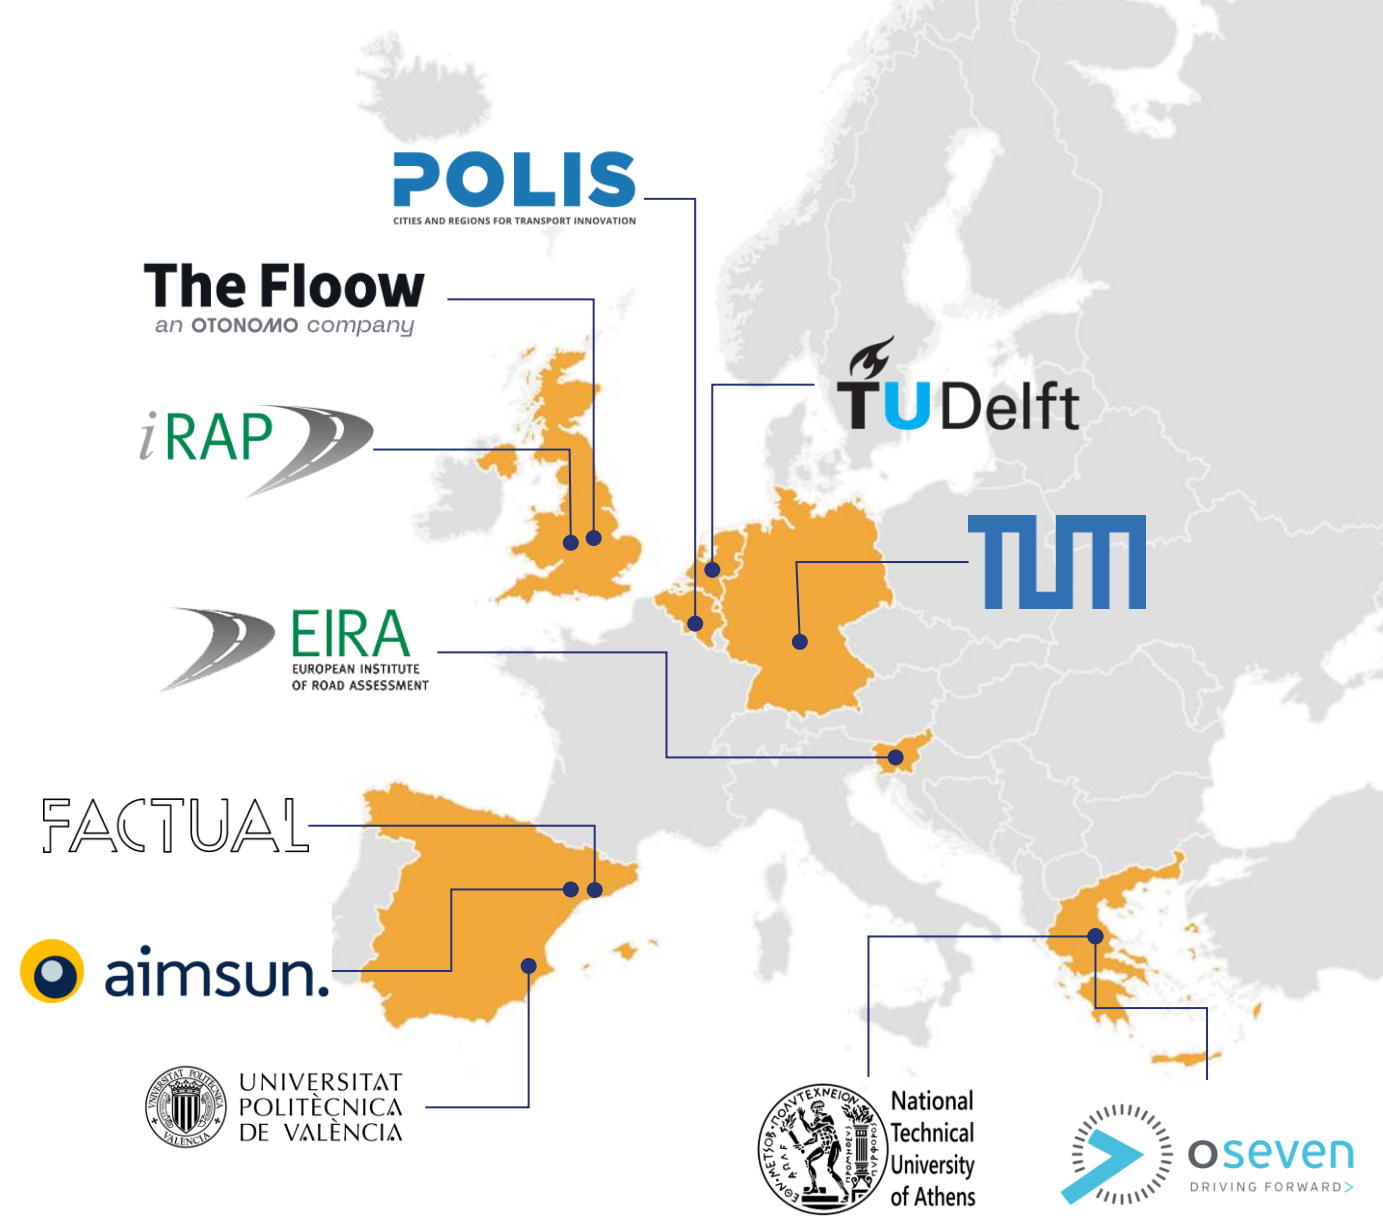 POLIS
CITIES AND REGIONS FOR TRANSPORT INNOVATION
The Floow
an OTONOMO company
TUDelft
iRAP
TUM
EIRA
EUROPEAN INSTITUTE
OF ROAD ASSESSMENT
FACTUAL
aimsun.
UNIVERSITAT
POLITÈCNICA
DE VALÈNCIA
National
Technical
University
of Athens
oseven
DRIVING FORWARD>